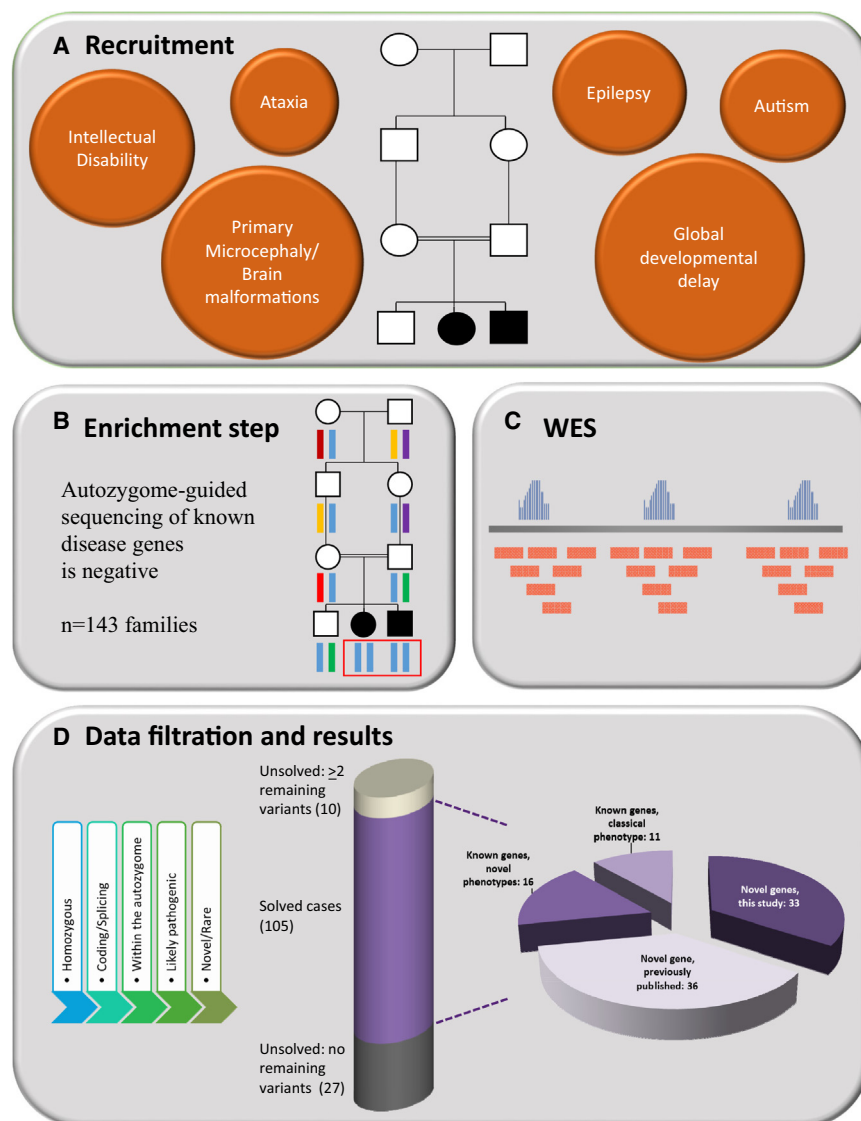 A Recruitment
Intellectual
Disability
Ataxia
Primary
Microcephaly/
Brain
malformations
Epilepsy
Autism
Global
developmental
delay
B Enrichment step
Autozygome-guided
sequencing of known
disease genes
is negative
n=143 families
C WES
D Data filtration and results
• Homozygous
• Coding/Splicing
• Within the autozygome
• Likely pathogenic
• Novel/Rare
Unsolved: ≥2
remaining
variants (10)
Solved cases
(105)
Unsolved: no
remaining
variants (27)
Known genes,
classical
phenotype: 11
Known genes,
novel
phenotypes: 16
Novel genes,
this study: 33
Novel gene,
previously
published: 36